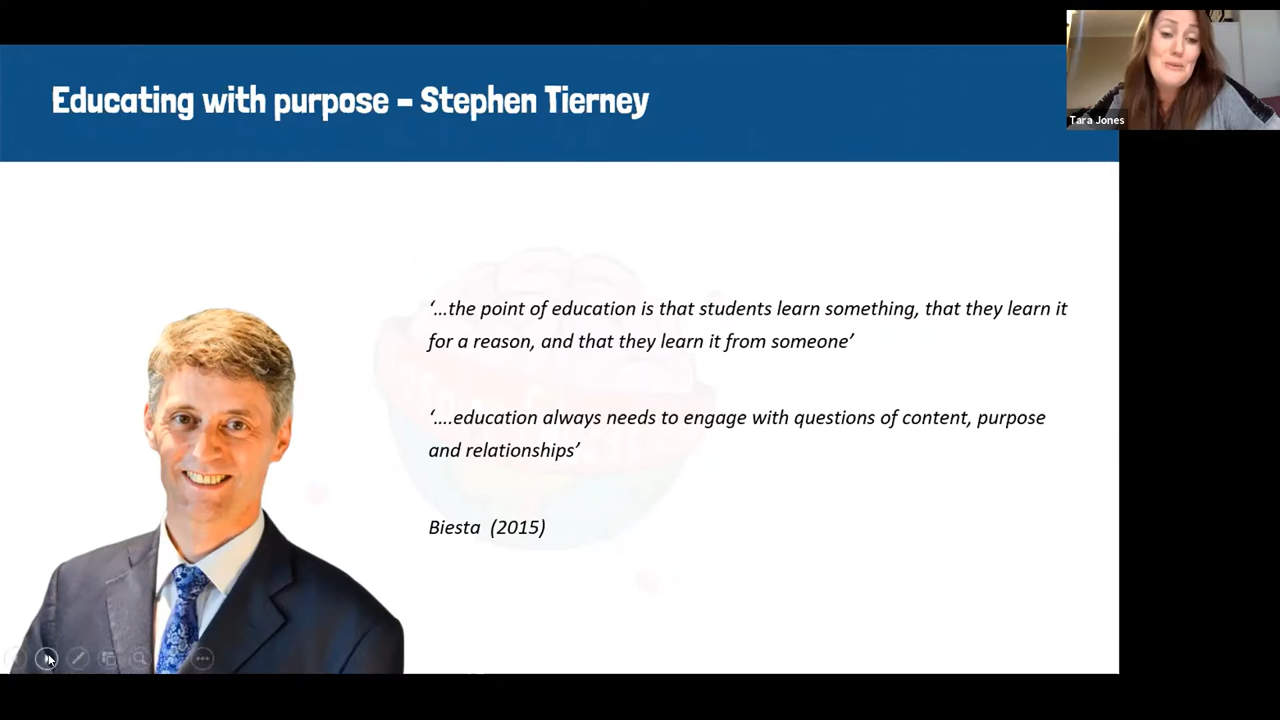 Educating with purpose – Stephen Tierney
Tara Jones
‘…the point of education is that students learn something, that they learn it
for a reason, and that they learn it from someone’
‘….education always needs to engage with questions of content, purpose
and relationships’
Biesta (2015)